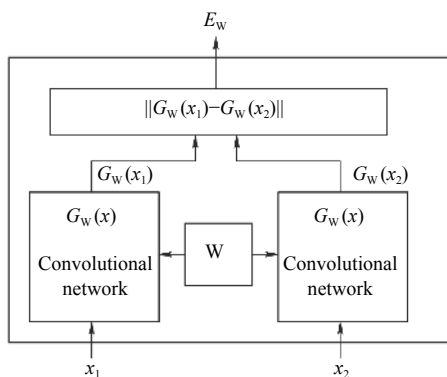 E_W
||G_W(x_1)−G_W(x_2)||
G_W(x_1)
G_W(x_2)
G_W(x)
Convolutional
network
W
G_W(x)
Convolutional
network
x_1
x_2